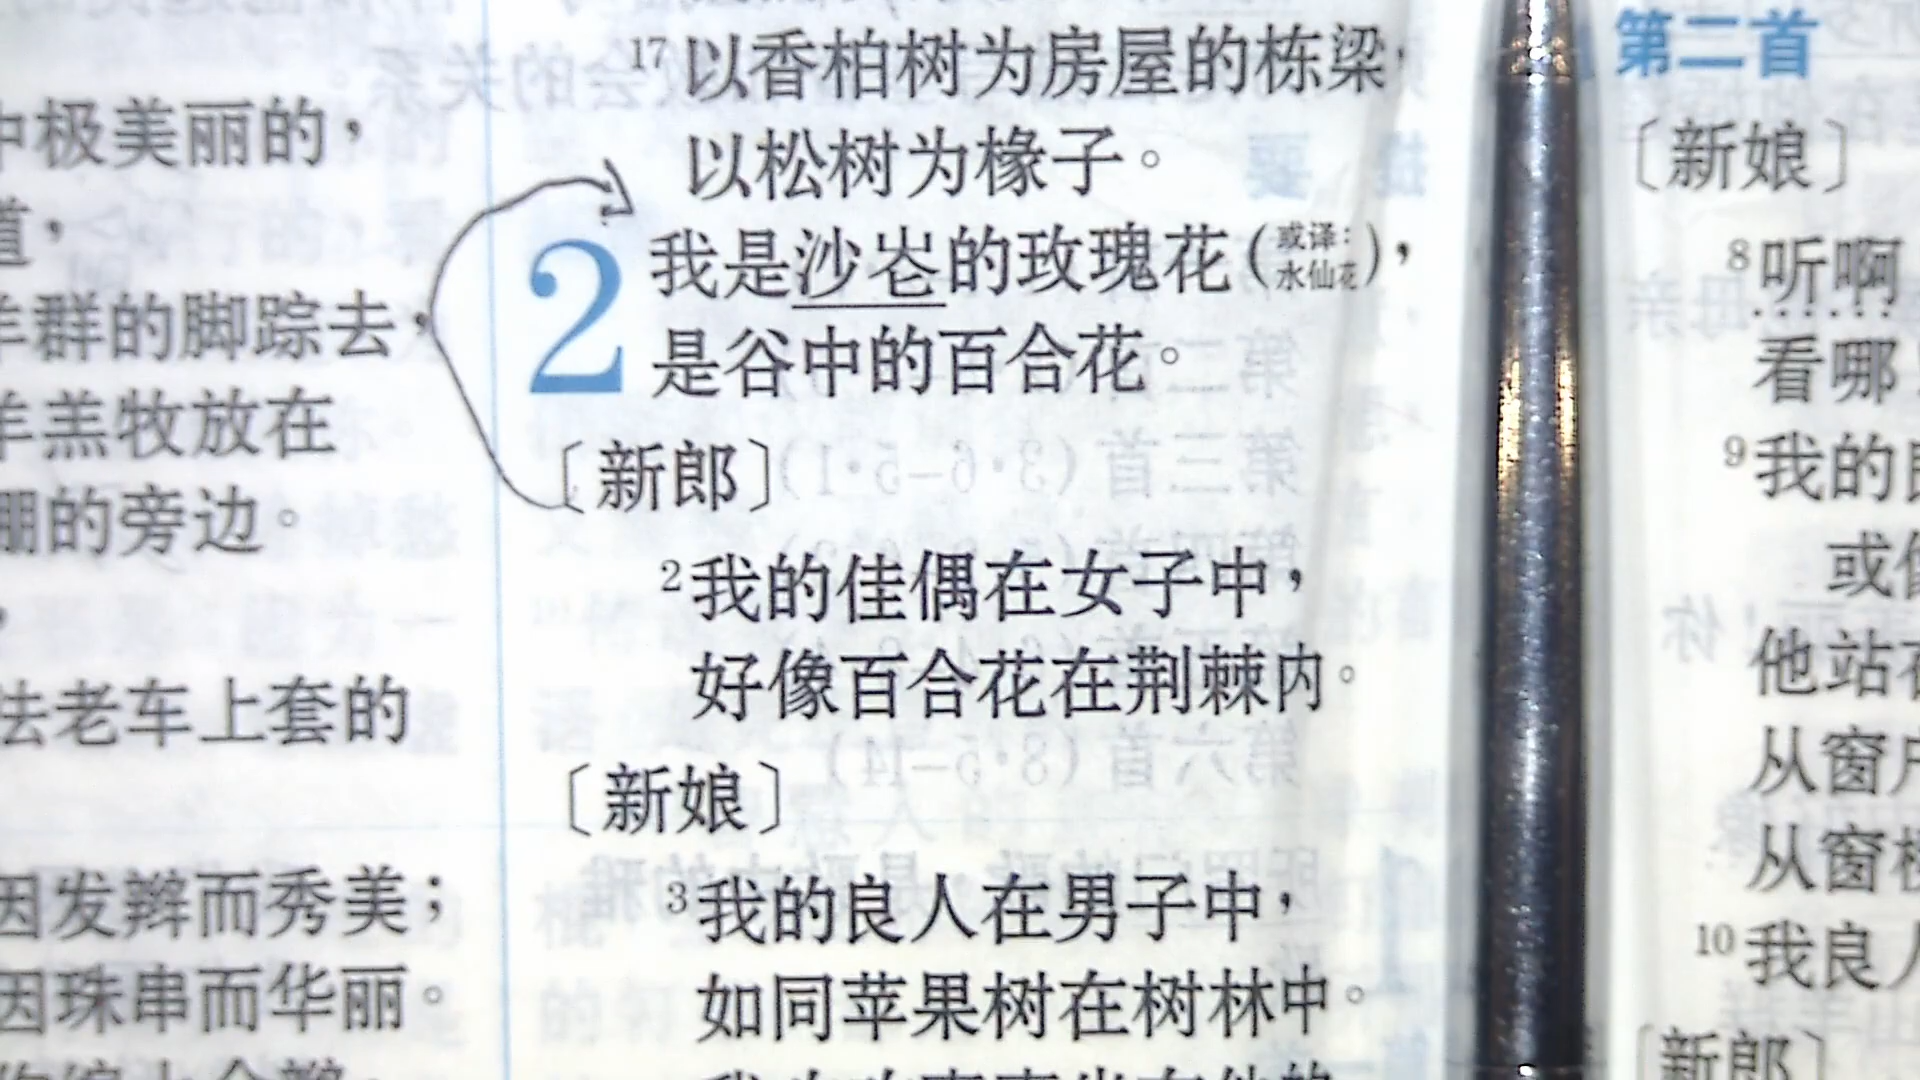 中极美丽的，
道，
羊群的脚踪去，
羊羔牧放在
棚的旁边。
法老车上套的
因发辫而秀美；
因珠串而华丽。
17以香柏树为房屋的栋梁，
以松树为椽子。
2
我是沙岺的玫瑰花（或译：水仙花），
是谷中的百合花。
〔新郎〕
2我的佳偶在女子中，
好像百合花在荆棘内。
〔新娘〕
3我的良人在男子中，
如同苹果树在树林中。
第二首
〔新娘〕
8听啊
看哪
9我的
或
他站
从窗
从窗
10我良
〔新郎〕